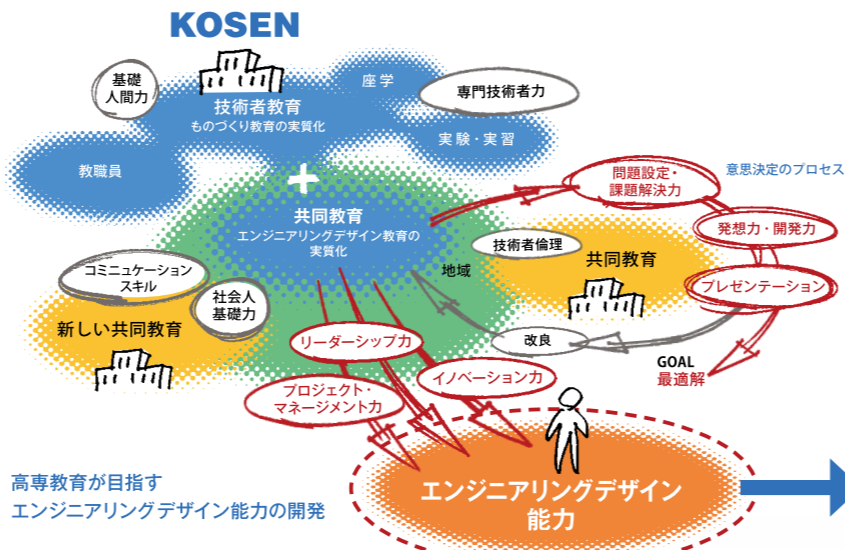 KOSEN
基礎
人間力
座学
専門技術者力
技術者教育
ものづくり教育の実質化
実験・実習
教職員
+
問題設定・
課題解決力
意思決定のプロセス
共同教育
エンジニアリングデザイン教育の
実質化
発想力・開発力
技術者倫理
共同教育
地域
コミニュケーション
スキル
プレゼンテーション
社会人
基礎力
新しい共同教育
リーダーシップ力
改良
GOAL
最適解
プロジェクト・
マネージメント力
イノベーション力
高専教育が目指す
エンジニアリングデザイン能力の開発
エンジニアリングデザイン
能力